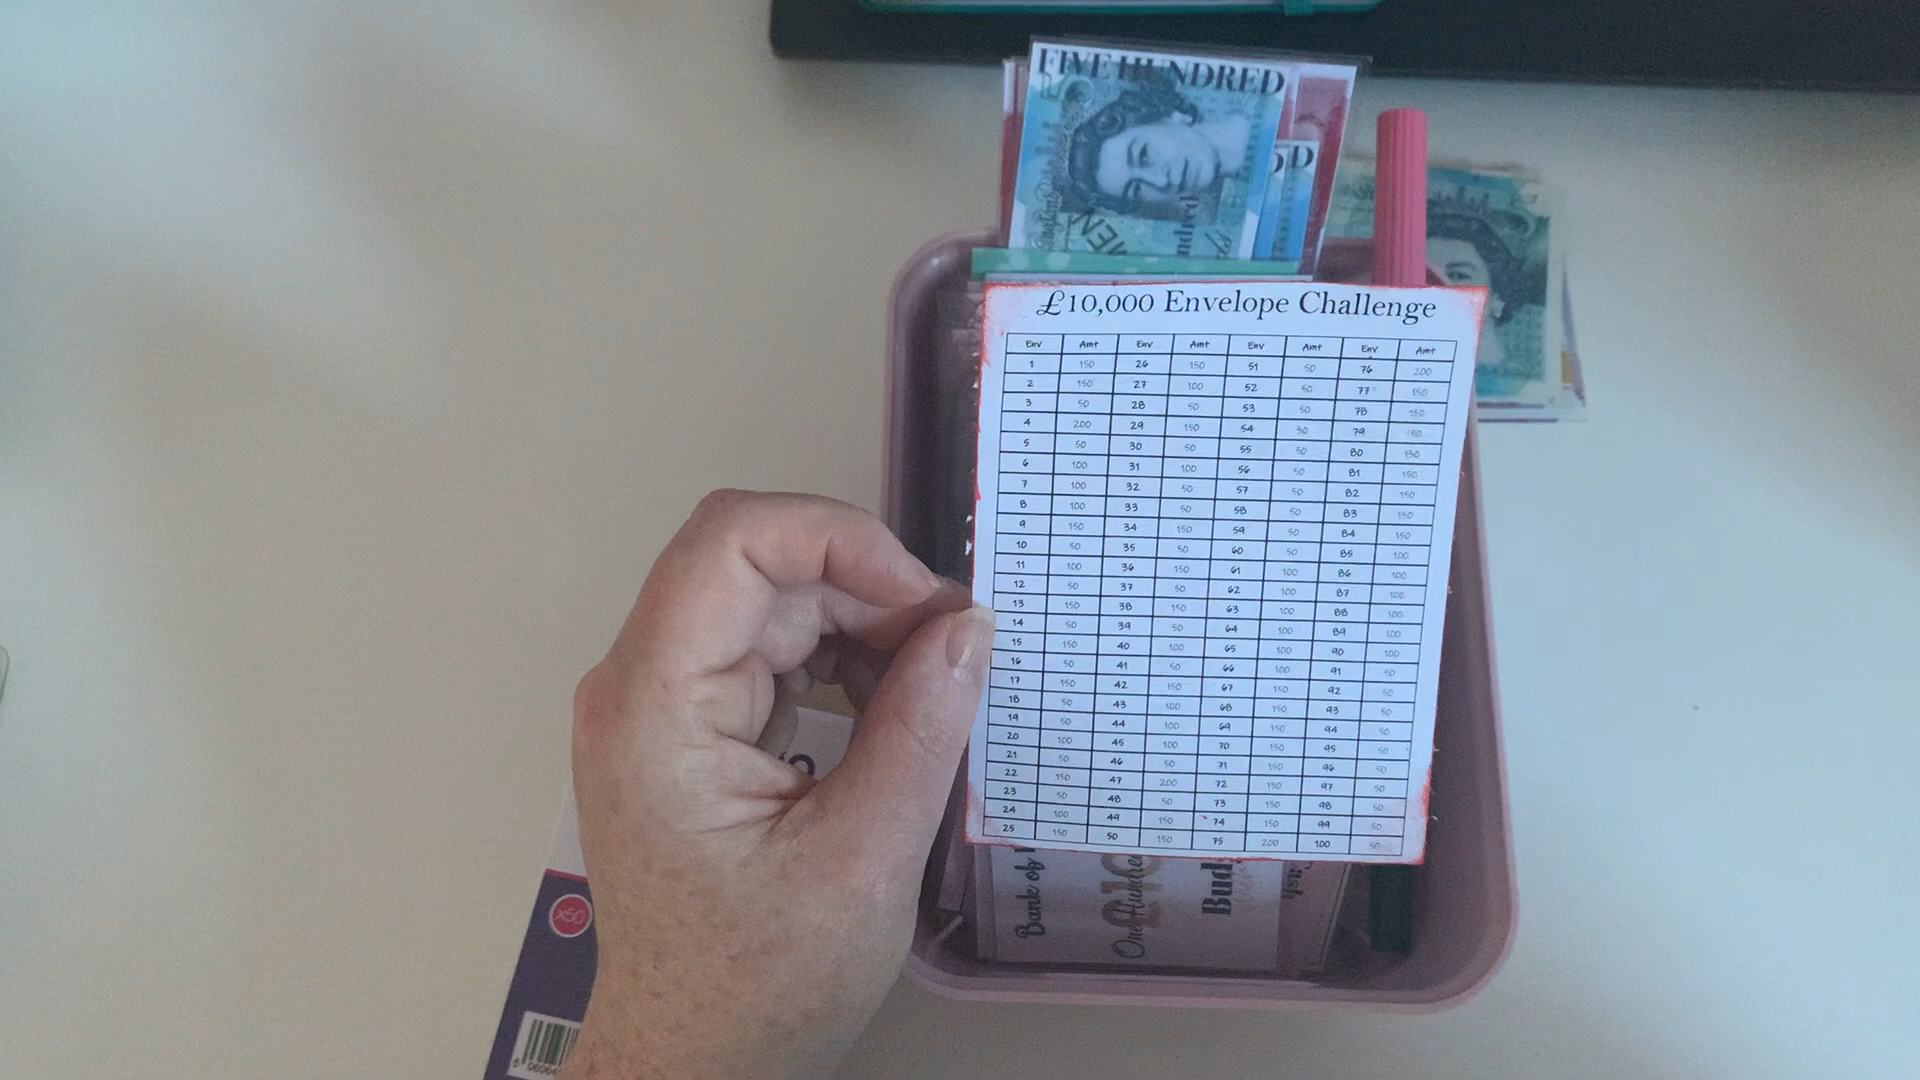 FIVE HUNDRED
D
£10,000 Envelope Challenge
Env Amt Env Amt Env Amt Env Amt
1 150 26 150 51 50 76 200
2 150 27 100 52 50 77 150
3 50 28 50 53 50 78 150
4 200 29 150 54 50 79 150
5 50 30 50 55 50 80 150
6 100 31 100 56 50 81 150
7 100 32 50 57 50 82 150
8 100 33 50 58 50 83 150
9 150 34 150 59 50 84 150
10 50 35 50 60 50 85 100
11 100 36 150 61 100 86 100
12 50 37 50 62 100 87 100
13 150 38 150 63 100 88 100
14 50 39 50 64 100 89 100
15 150 40 100 65 100 90 100
16 50 41 50 66 100 91 50
17 150 42 150 67 150 92 50
18 50 43 100 68 150 93 50
19 50 44 100 69 150 94 50
20 100 45 100 70 150 95 50
21 50 46 50 71 150 96 50
22 150 47 200 72 150 97 50
23 50 48 50 73 150 98 50
24 100 49 150 74 150 99 50
25 150 50 150 75 200 100 50
Bank of
One Hundred
Bud
x50